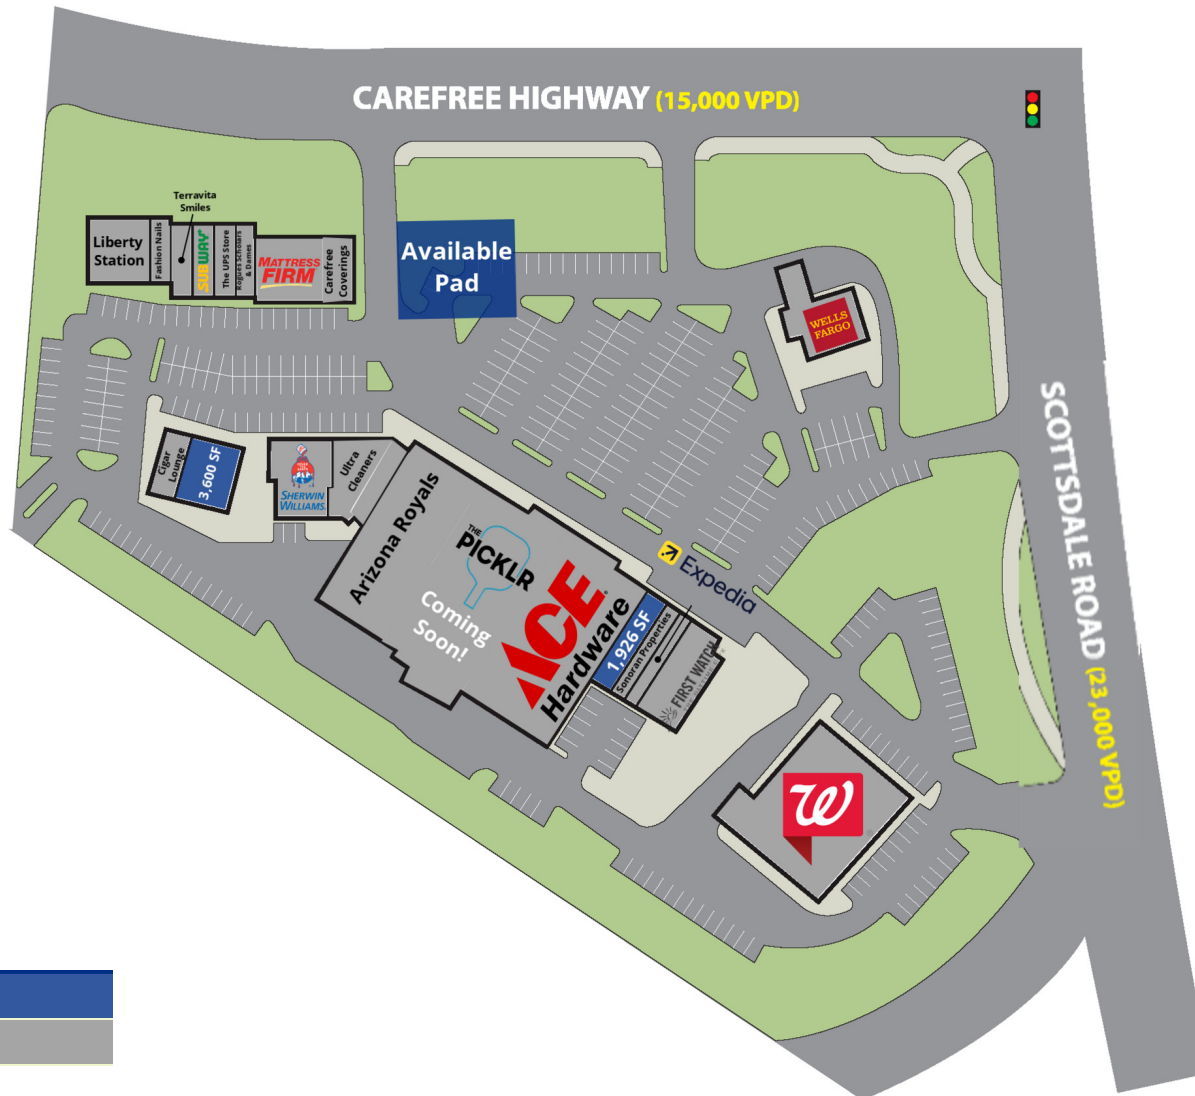 CAREFREE HIGHWAY (15,000 VPD)
Terravita
Smiles
Liberty
Station
Fashion Nails
SUBWAY
The UPS Store
Rogues Scholars
& Dames
MATTRESS
FIRM
Carefree
Coverings
Available
Pad
WELLS
FARGO
SCOTTSDALE ROAD (23,000 VPD)
Cigar
Lounge
3,600 SF
SHERWIN
WILLIAMS.
Ultra
Cleaners
Arizona Royals
THE
PICKLR
Coming
Soon!
ACE
Hardware
Expedia
1,926 SF
Sonoran Properties
FIRST WATCH
W